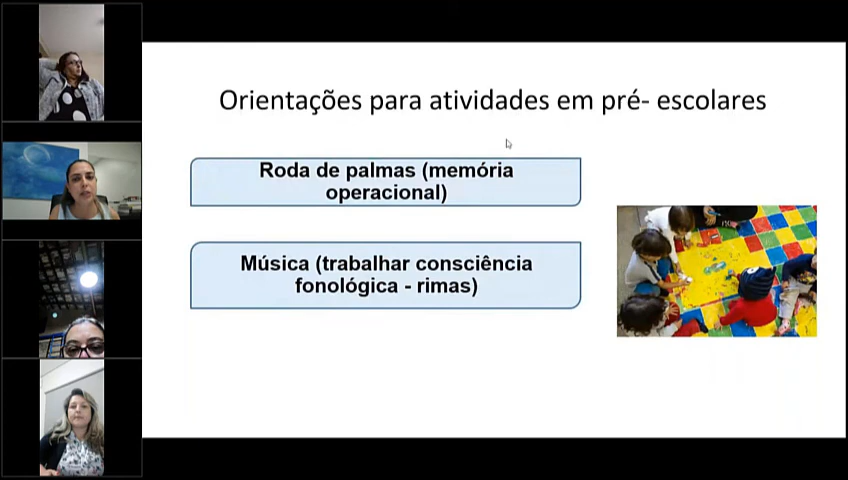 Orientações para atividades em pré- escolares
Roda de palmas (memória
operacional)
Música (trabalhar consciência
fonológica - rimas)